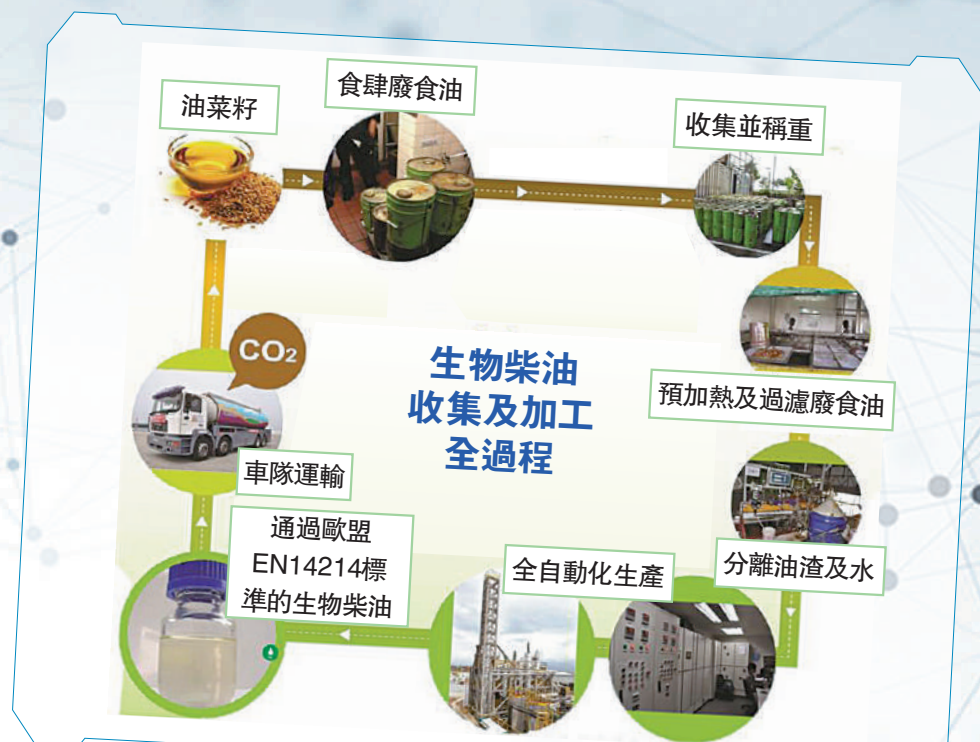 油菜籽
食肆廢食油
收集並稱重
預加熱及過濾廢食油
分離油渣及水
全自動化生產
通過歐盟
EN14214標
準的生物柴油
車隊運輸
CO₂
生物柴油
收集及加工
全過程